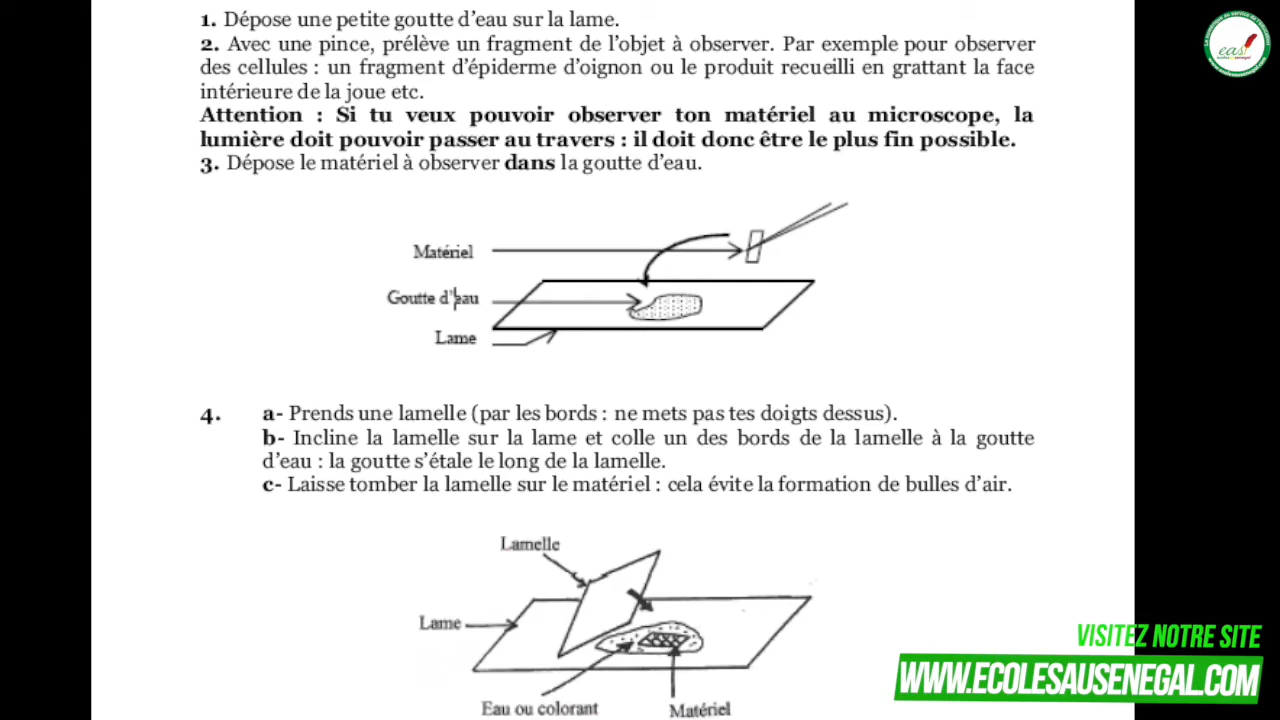 1. Dépose une petite goutte d'eau sur la lame.
2. Avec une pince, prélève un fragment de l'objet à observer. Par exemple pour observer
des cellules : un fragment d'épiderme d'oignon ou le produit recueilli en grattant la face
intérieure de la joue etc.
Attention : Si tu veux pouvoir observer ton matériel au microscope, la
lumière doit pouvoir passer au travers : il doit donc être le plus fin possible.
3. Dépose le matériel à observer dans la goutte d'eau.
Matériel
Goutte d'eau
Lame
4. a- Prends une lamelle (par les bords : ne mets pas tes doigts dessus).
b- Incline la lamelle sur la lame et colle un des bords de la lamelle à la goutte
d'eau : la goutte s'étale le long de la lamelle.
c- Laisse tomber la lamelle sur le matériel : cela évite la formation de bulles d'air.
Lamelle
Lame
Eau ou colorant
Matériel
VISITEZ NOTRE SITE
WWW.ECOLESAUSENEGAL.COM